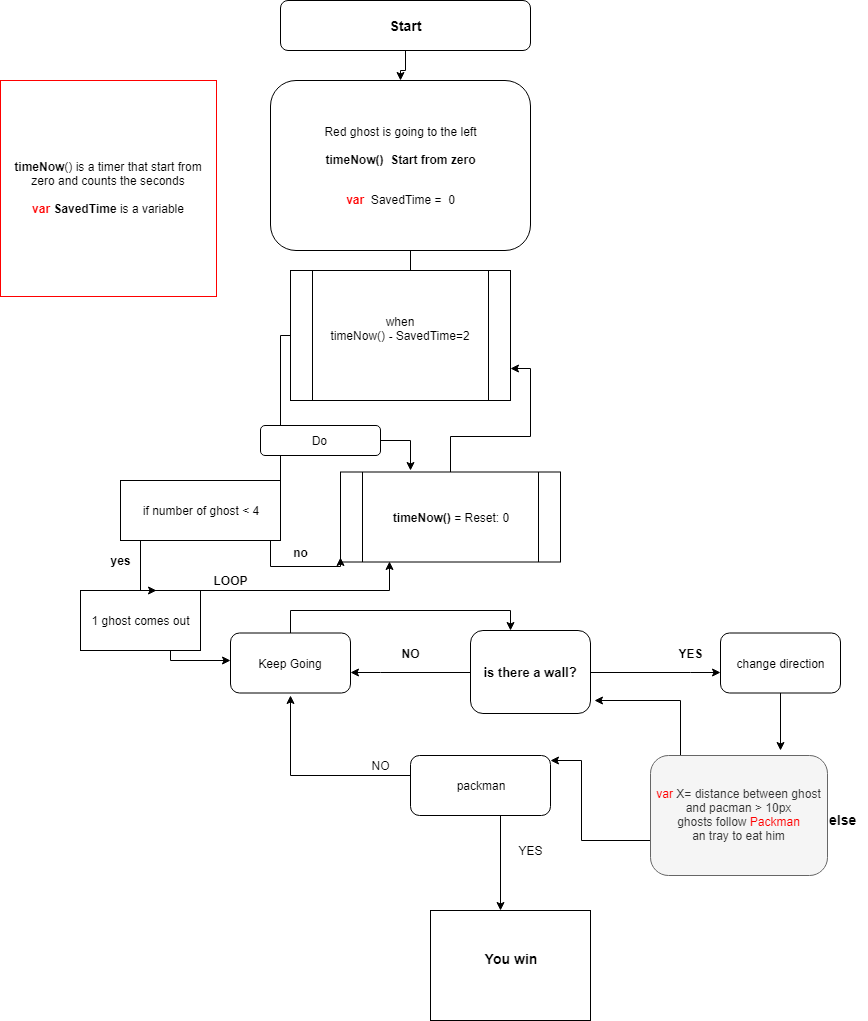 Start
Red ghost is going to the left
timeNow() Start from zero
var SavedTime = 0
timeNow() is a timer that start from
zero and counts the seconds
var SavedTime is a variable
when
timeNow() - SavedTime=2
Do
if number of ghost < 4
timeNow() = Reset: 0
yes
no
LOOP
1 ghost comes out
Keep Going
NO
is there a wall?
YES
change direction
NO
packman
var X= distance between ghost
and pacman > 10px
ghosts follow Packman
an tray to eat him
else
YES
You win